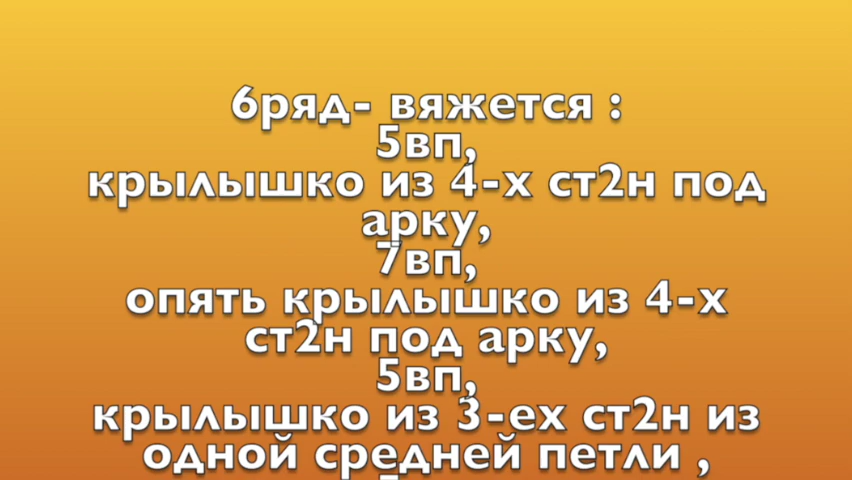 6ряд- вяжется :
5вп,
крылышко из 4-х ст2н под
арку,
7вп,
опять крылышко из 4-х
ст2н под арку,
5вп,
крылышко из 3-ех ст2н из
одной средней петли ,